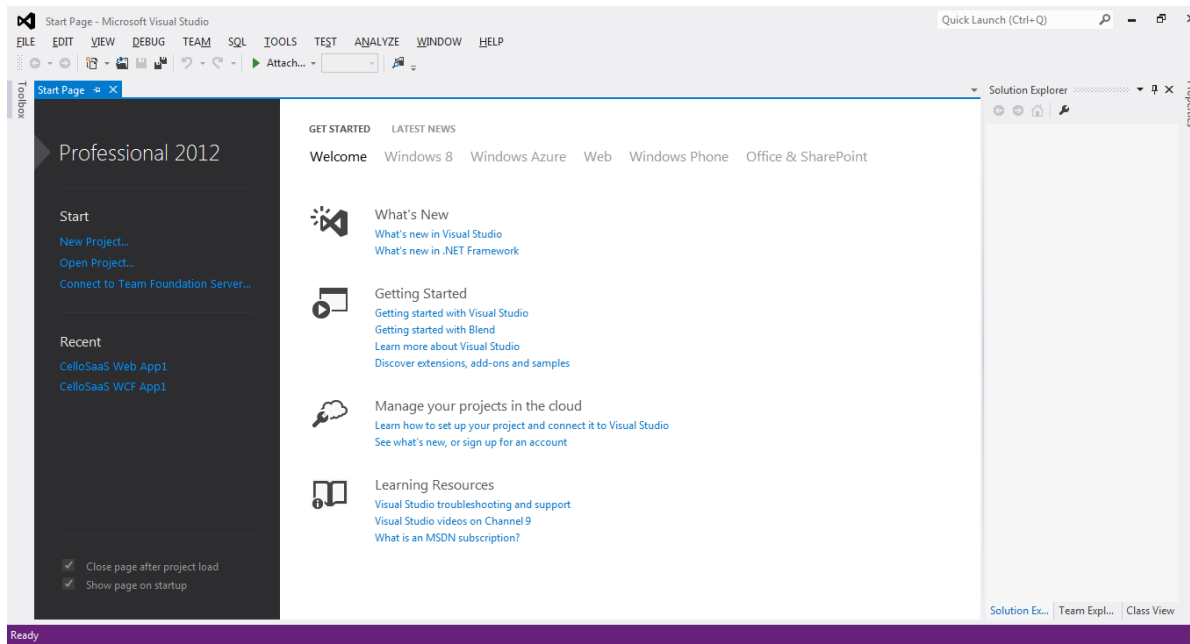 Start Page - Microsoft Visual Studio
Quick Launch (Ctrl+Q)
FILE EDIT VIEW DEBUG TEAM SQL TOOLS TEST ANALYZE WINDOW HELP
Attach...
Toolbox
Start Page
Solution Explorer
Properties
Professional 2012
Start
New Project...
Open Project...
Connect to Team Foundation Server...
Recent
CelloSaaS Web App1
CelloSaaS WCF App1
Close page after project load
Show page on startup
GET STARTED LATEST NEWS
Welcome Windows 8 Windows Azure Web Windows Phone Office & SharePoint
What's New
What's new in Visual Studio
What's new in .NET Framework
Getting Started
Getting started with Visual Studio
Getting started with Blend
Learn more about Visual Studio
Discover extensions, add-ons and samples
Manage your projects in the cloud
Learn how to set up your project and connect it to Visual Studio
See what's new, or sign up for an account
Learning Resources
Visual Studio troubleshooting and support
Visual Studio videos on Channel 9
What is an MSDN subscription?
Solution Ex... Team Expl... Class View
Ready